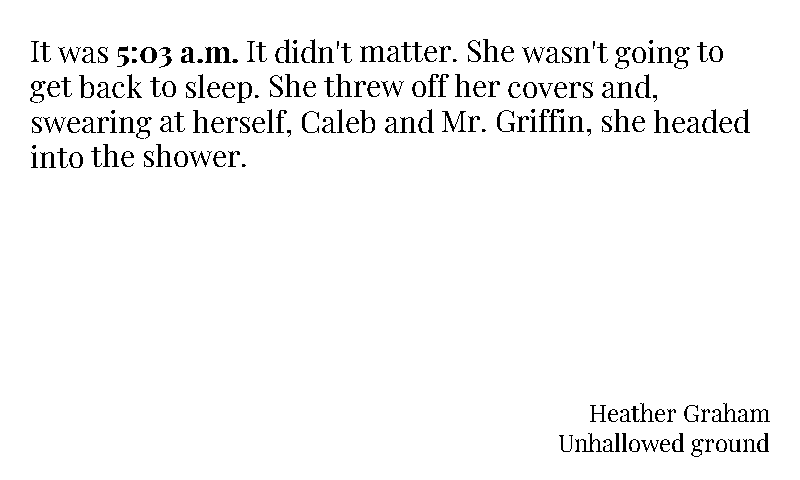 It was 5:03 a.m. It didn't matter. She wasn't going to
get back to sleep. She threw off her covers and,
swearing at herself, Caleb and Mr. Griffin, she headed
into the shower.
Heather Graham
Unhallowed ground